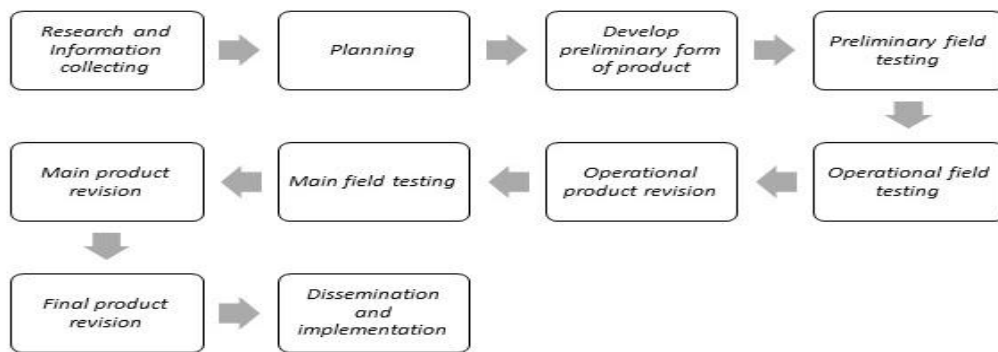 Research and
Information
collecting
Planning
Develop
preliminary form
of product
Preliminary field
testing
Operational field
testing
Operational
product revision
Main field testing
Main product
revision
Final product
revision
Dissemination
and
implementation